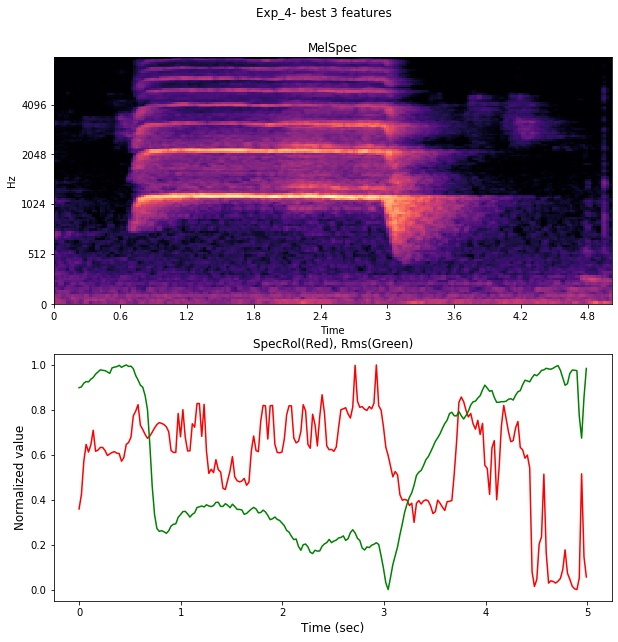 Exp_4- best 3 features
MelSpec
4096
2048
1024
512
0
Hz
0 0.6 1.2 1.8 2.4 3 3.6 4.2 4.8
Time
SpecRol(Red), Rms(Green)
1.0
0.8
0.6
0.4
0.2
0.0
Normalized value
0 1 2 3 4 5
Time (sec)